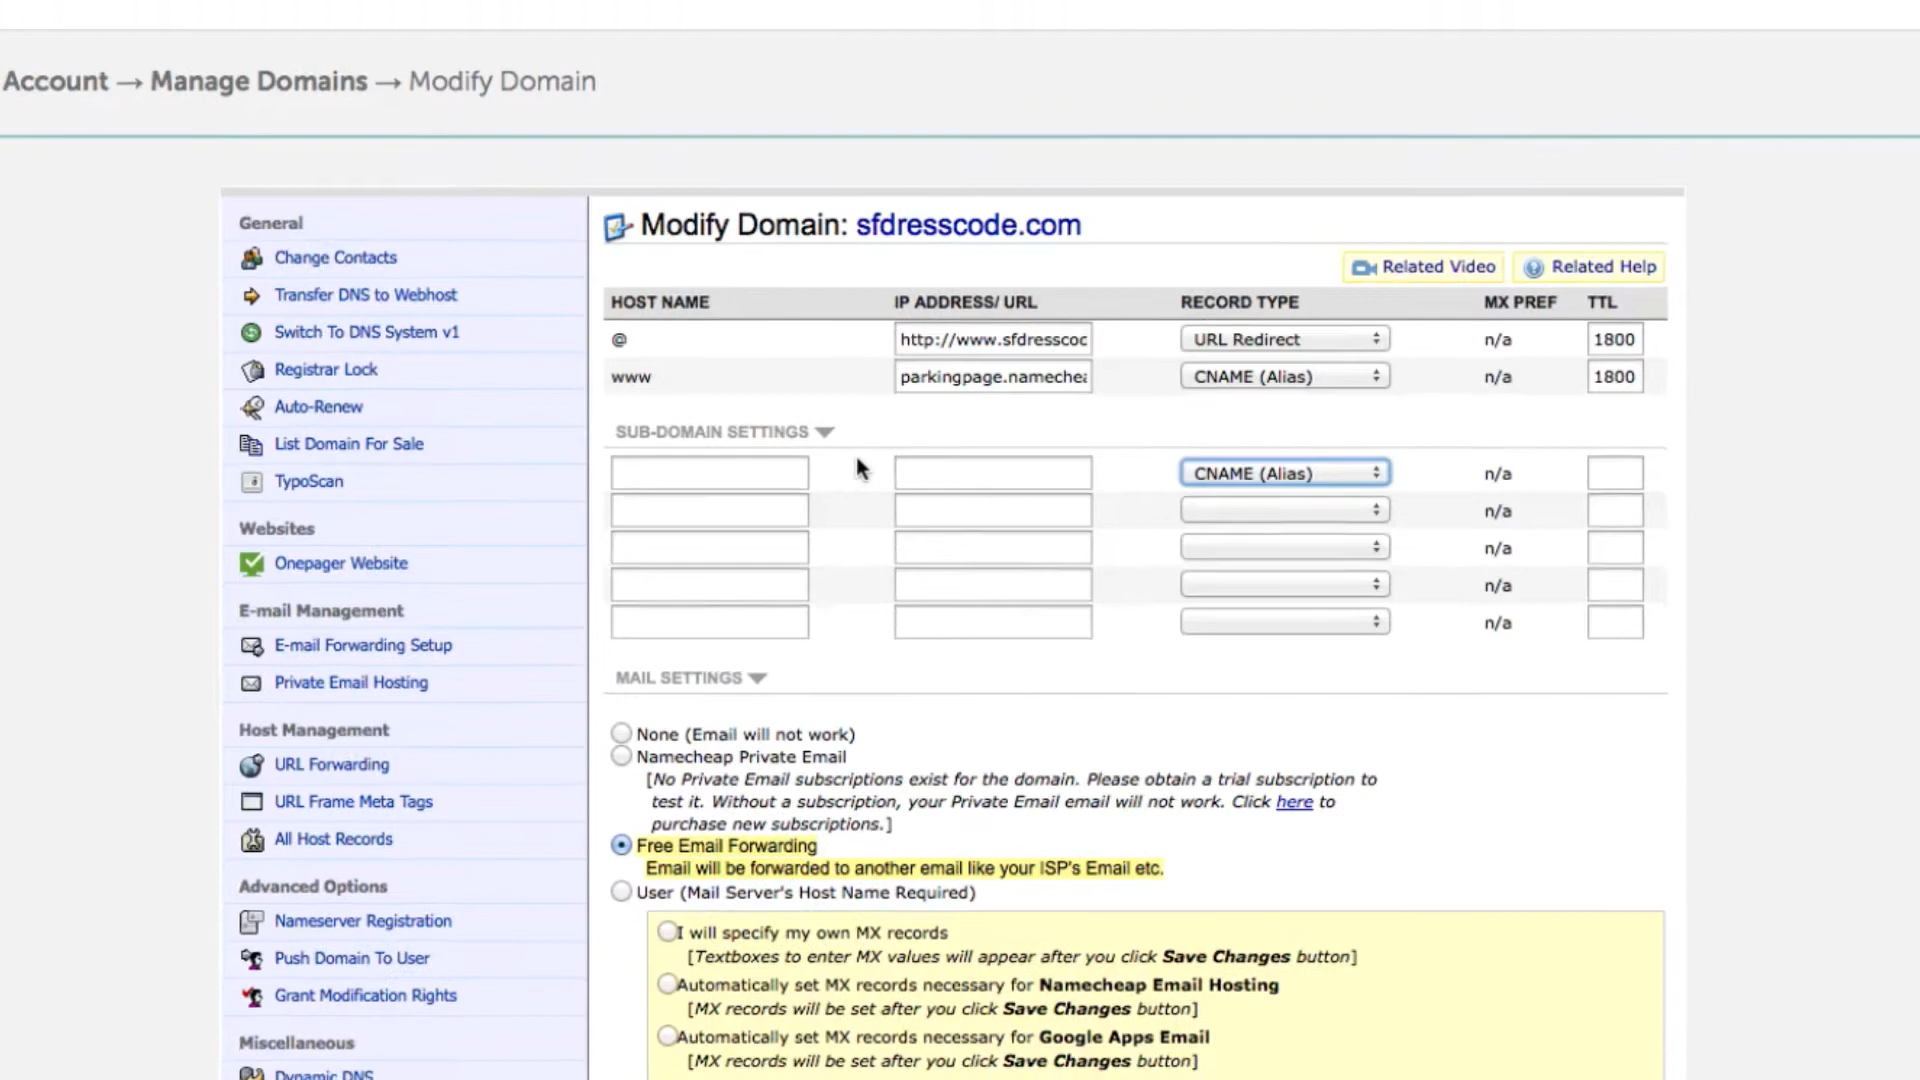 Account → Manage Domains → Modify Domain
General
Change Contacts
Transfer DNS to Webhost
Switch To DNS System v1
Registrar Lock
Auto-Renew
List Domain For Sale
TypoScan
Websites
Onepager Website
E-mail Management
E-mail Forwarding Setup
Private Email Hosting
Host Management
URL Forwarding
URL Frame Meta Tags
All Host Records
Advanced Options
Nameserver Registration
Push Domain To User
Grant Modification Rights
Miscellaneous
Dynamic DNS
Modify Domain: sfdresscode.com
Related Video Related Help
HOST NAME IP ADDRESS/ URL RECORD TYPE MX PREF TTL
@ http://www.sfdresscoc URL Redirect n/a 1800
www parkingpage.namechea CNAME (Alias) n/a 1800
SUB-DOMAIN SETTINGS
CNAME (Alias) n/a
n/a
n/a
n/a
n/a
MAIL SETTINGS
None (Email will not work)
Namecheap Private Email
[No Private Email subscriptions exist for the domain. Please obtain a trial subscription to
test it. Without a subscription, your Private Email email will not work. Click here to
purchase new subscriptions.]
Free Email Forwarding
Email will be forwarded to another email like your ISP's Email etc.
User (Mail Server's Host Name Required)
I will specify my own MX records
[Textboxes to enter MX values will appear after you click Save Changes button]
Automatically set MX records necessary for Namecheap Email Hosting
[MX records will be set after you click Save Changes button]
Automatically set MX records necessary for Google Apps Email
[MX records will be set after you click Save Changes button]